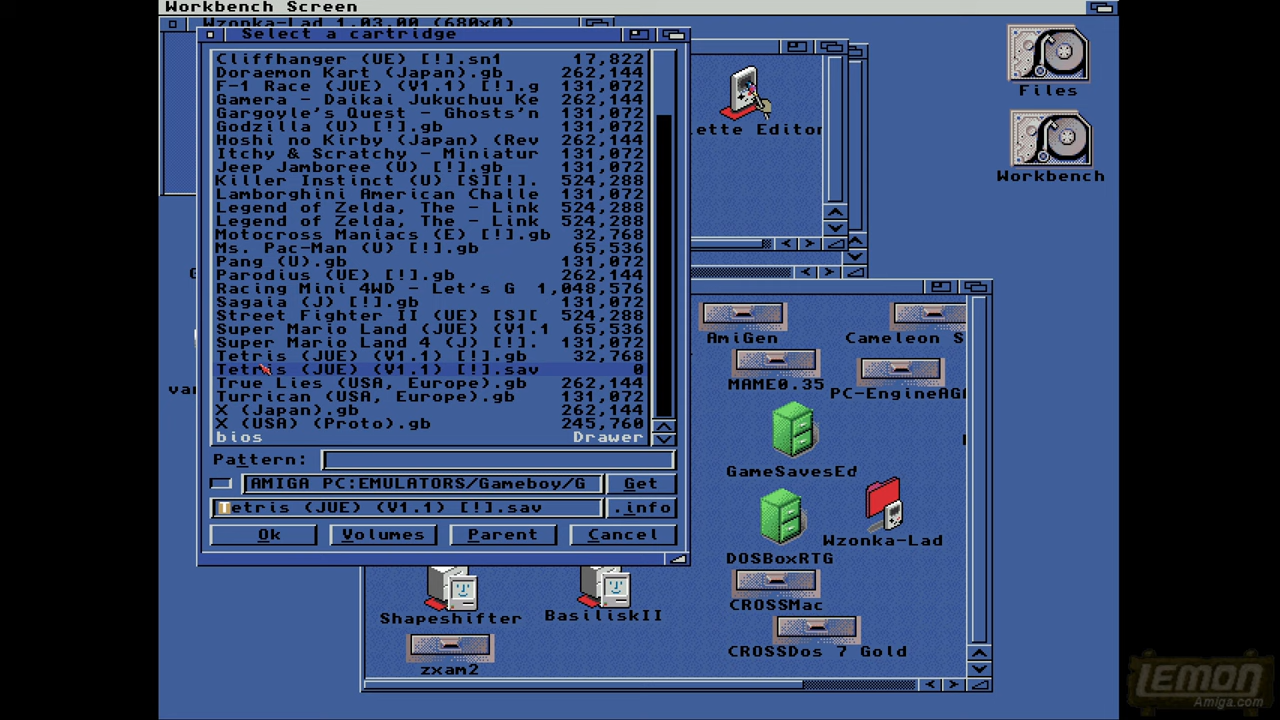 Workbench Screen
Wzonka-Lad 1.03.00 (680x0)
Select a cartridge
Cliffhanger (UE) [!].sn1 17,822
Doraemon Kart (Japan).gb 262,144
F-1 Race (JUE) (V1.1) [!].g 131,072
Gamera - Daikai Jukuchuu Ke 262,144
Gargoyle's Quest - Ghosts'n 131,072
Godzilla (U) [!].gb 131,072
Hoshi no Kirby (Japan) (Rev 262,144
Itchy & Scratchy - Miniatur 131,072
Jeep Jamboree (U) [!].gb 131,072
Killer Instinct (U) [S][!]. 524,288
Lamborghini American Challe 131,072
Legend of Zelda, The - Link 524,288
Legend of Zelda, The - Link 524,288
Motocross Maniacs (E) [!].gb 32,768
Ms. Pac-Man (U) [!].gb 65,536
Pang (U).gb 131,072
Parodius (UE) [!].gb 262,144
Racing Mini 4WD - Let's G 1,048,576
Sagaia (J) [!].gb 131,072
Street Fighter II (UE) [S][ 524,288
Super Mario Land (JUE) (V1.1 65,536
Super Mario Land 4 (J) [!]. 131,072
Tetris (JUE) (V1.1) [!].gb 32,768
Tetris (JUE) (V1.1) [!].sav 0
True Lies (USA, Europe).gb 262,144
Turrican (USA, Europe).gb 131,072
X (Japan).gb 262,144
X (USA) (Proto).gb 245,760
bios Drawer
Pattern:
AMIGA PC:EMULATORS/Gameboy/G Get
Tetris (JUE) (V1.1) [!].sav .info
Ok Volumes Parent Cancel
lette Editor
Files
Workbench
AmiGen
Cameleon S
MAME0.35
PC-EngineAGA
GameSavesEd
Wzonka-Lad
DOSBoxRTG
CROSSMac
Shapeshifter
BasiliskII
CROSSDos 7 Gold
zxam2
LEMON
Amiga.com